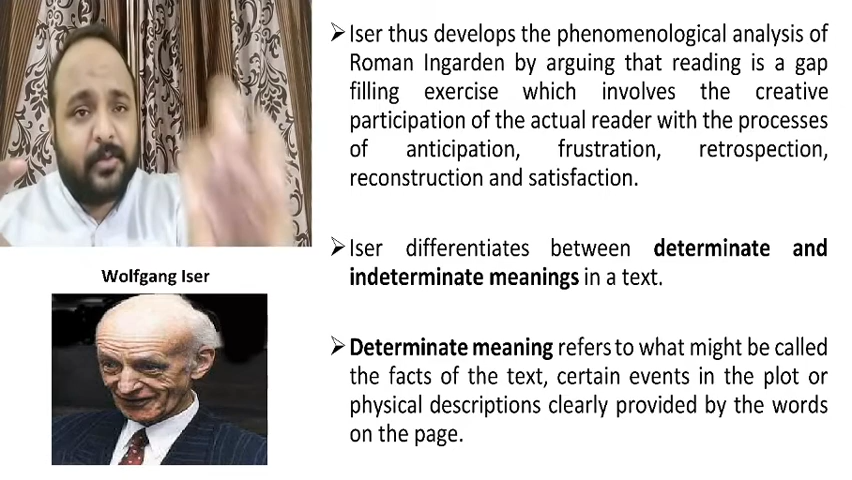 ➢Iser thus develops the phenomenological analysis of
Roman Ingarden by arguing that reading is a gap
filling exercise which involves the creative
participation of the actual reader with the processes
of anticipation, frustration, retrospection,
reconstruction and satisfaction.
➢Iser differentiates between determinate and
indeterminate meanings in a text.
➢Determinate meaning refers to what might be called
the facts of the text, certain events in the plot or
physical descriptions clearly provided by the words
on the page.
Wolfgang Iser